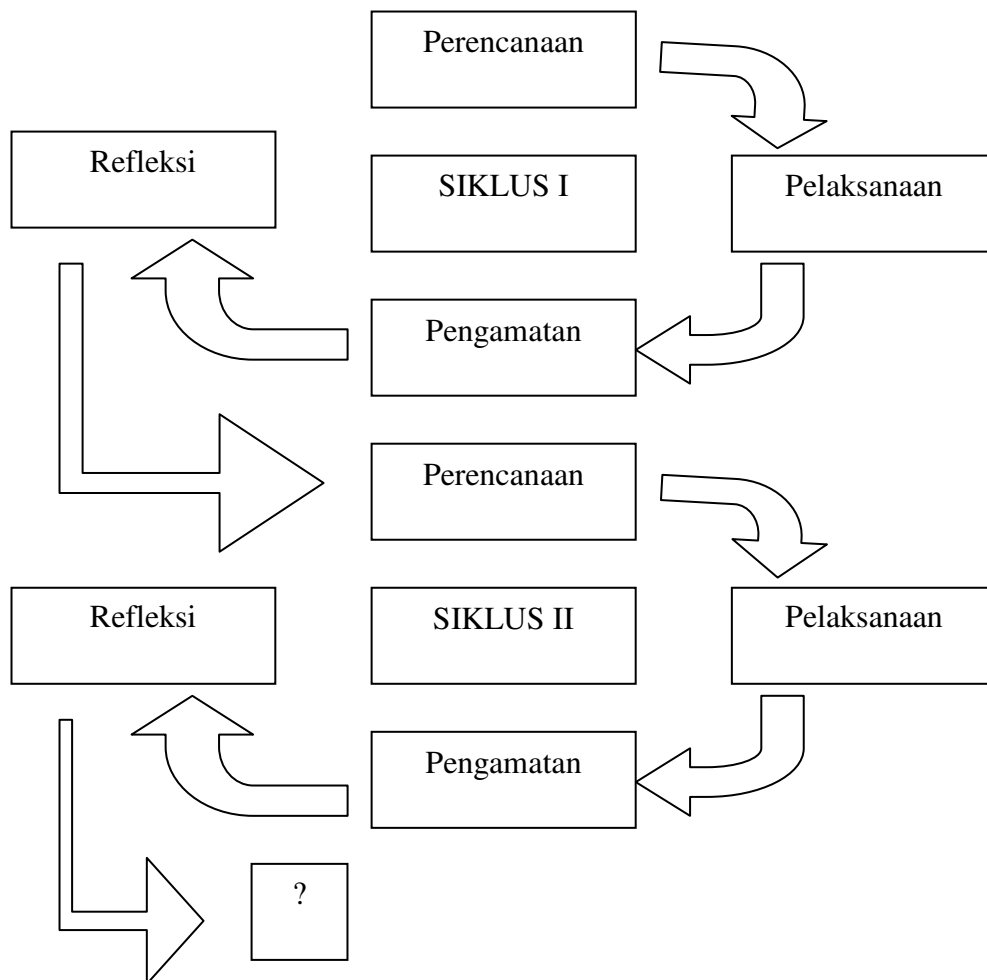 Perencanaan
Refleksi
SIKLUS I
Pelaksanaan
Pengamatan
Perencanaan
Refleksi
SIKLUS II
Pelaksanaan
Pengamatan
?